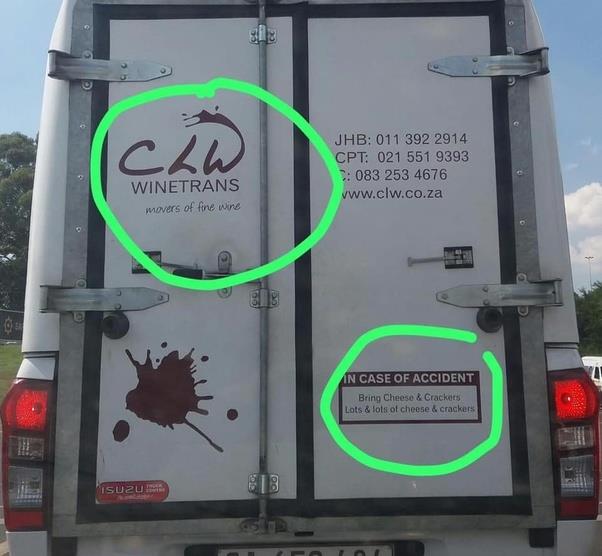 CLW
WINETRANS
movers of fine wine
JHB: 011 392 2914
CPT: 021 551 9393
C: 083 253 4676
www.clw.co.za
IN CASE OF ACCIDENT
Bring Cheese & Crackers
Lots & lots of cheese & crackers
ISUZU TRUCK